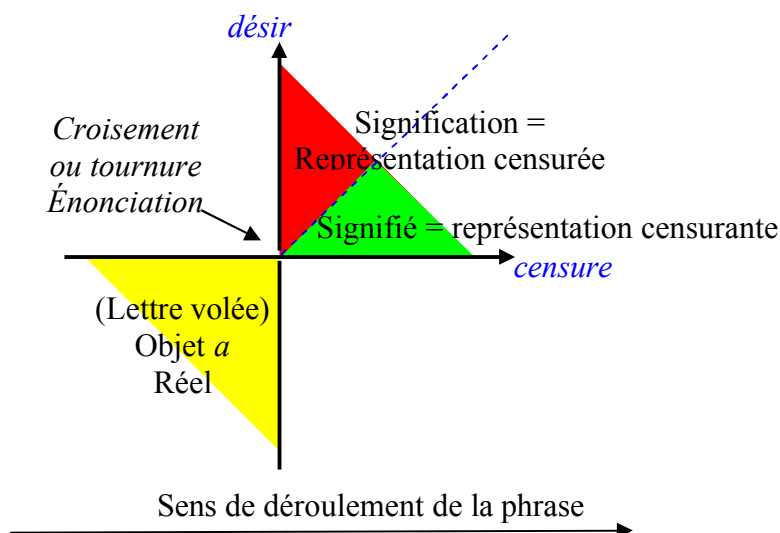 désir
Croisement
ou tournure
Énonciation
Signification =
Représentation censurée
Signifié = représentation censurante
censure
(Lettre volée)
Objet a
Réel
Sens de déroulement de la phrase